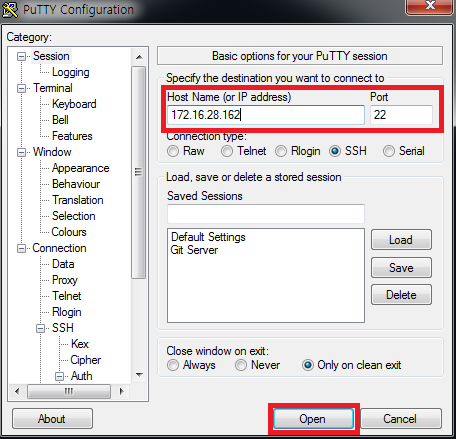 PuTTY Configuration
Category:
Session
Logging
Terminal
Keyboard
Bell
Features
Window
Appearance
Behaviour
Translation
Selection
Colours
Connection
Data
Proxy
Telnet
Rlogin
SSH
Kex
Cipher
Auth
Basic options for your PuTTY session
Specify the destination you want to connect to
Host Name (or IP address) Port
172.16.28.162 22
Connection type:
Raw Telnet Rlogin SSH Serial
Load, save or delete a stored session
Saved Sessions
Default Settings
Git Server
Load
Save
Delete
Close window on exit:
Always Never Only on clean exit
About Open Cancel